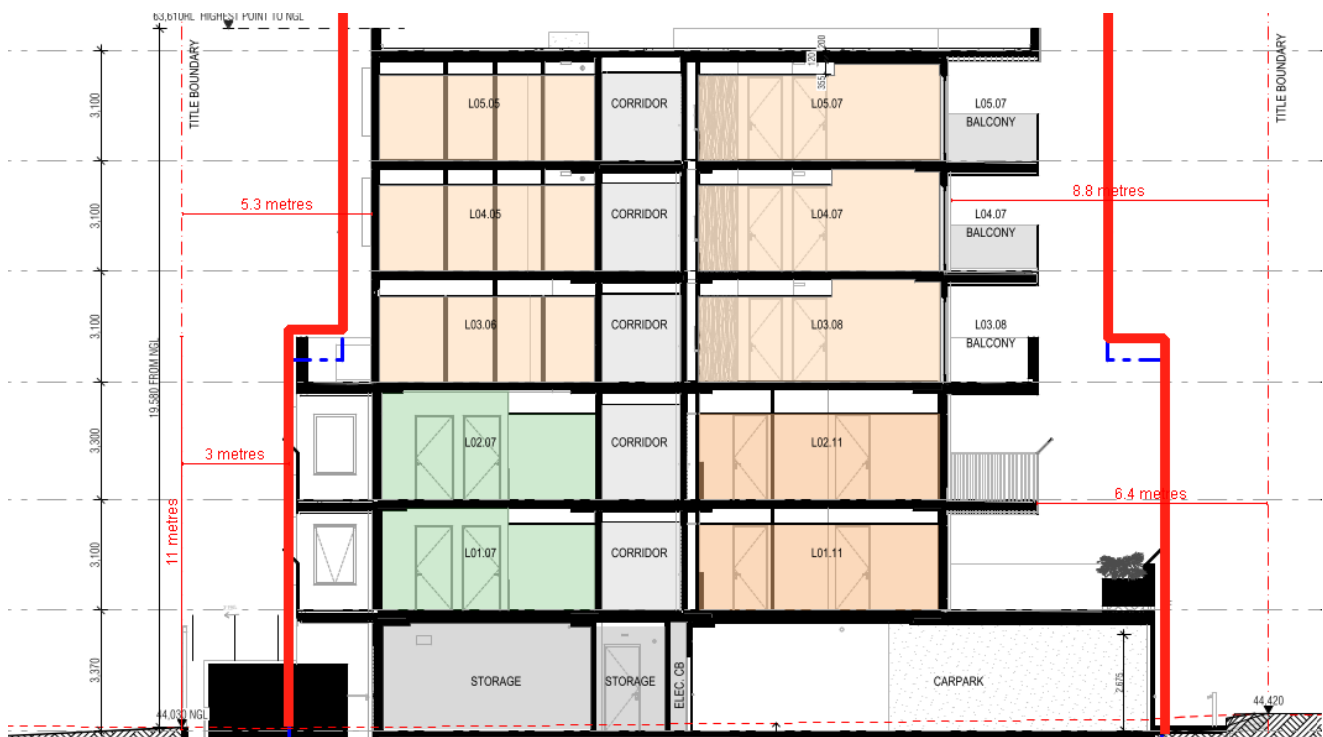 63,610RL HIGHEST POINT TO NGL
TITLE BOUNDARY
TITLE BOUNDARY
120
200
355
3,100
L05.05
CORRIDOR
L05.07
L05.07
BALCONY
5.3 metres
8.8 metres
3,100
L04.05
CORRIDOR
L04.07
L04.07
BALCONY
3,100
L03.06
CORRIDOR
L03.08
L03.08
BALCONY
19.580 FROM NGL
3,300
L02.07
CORRIDOR
L02.11
3 metres
6.4 metres
11 metres
3,100
L01.07
CORRIDOR
L01.11
3,370
STORAGE
STORAGE
ELEC. CB
CARPARK
2,675
44,030 NGL
44,420